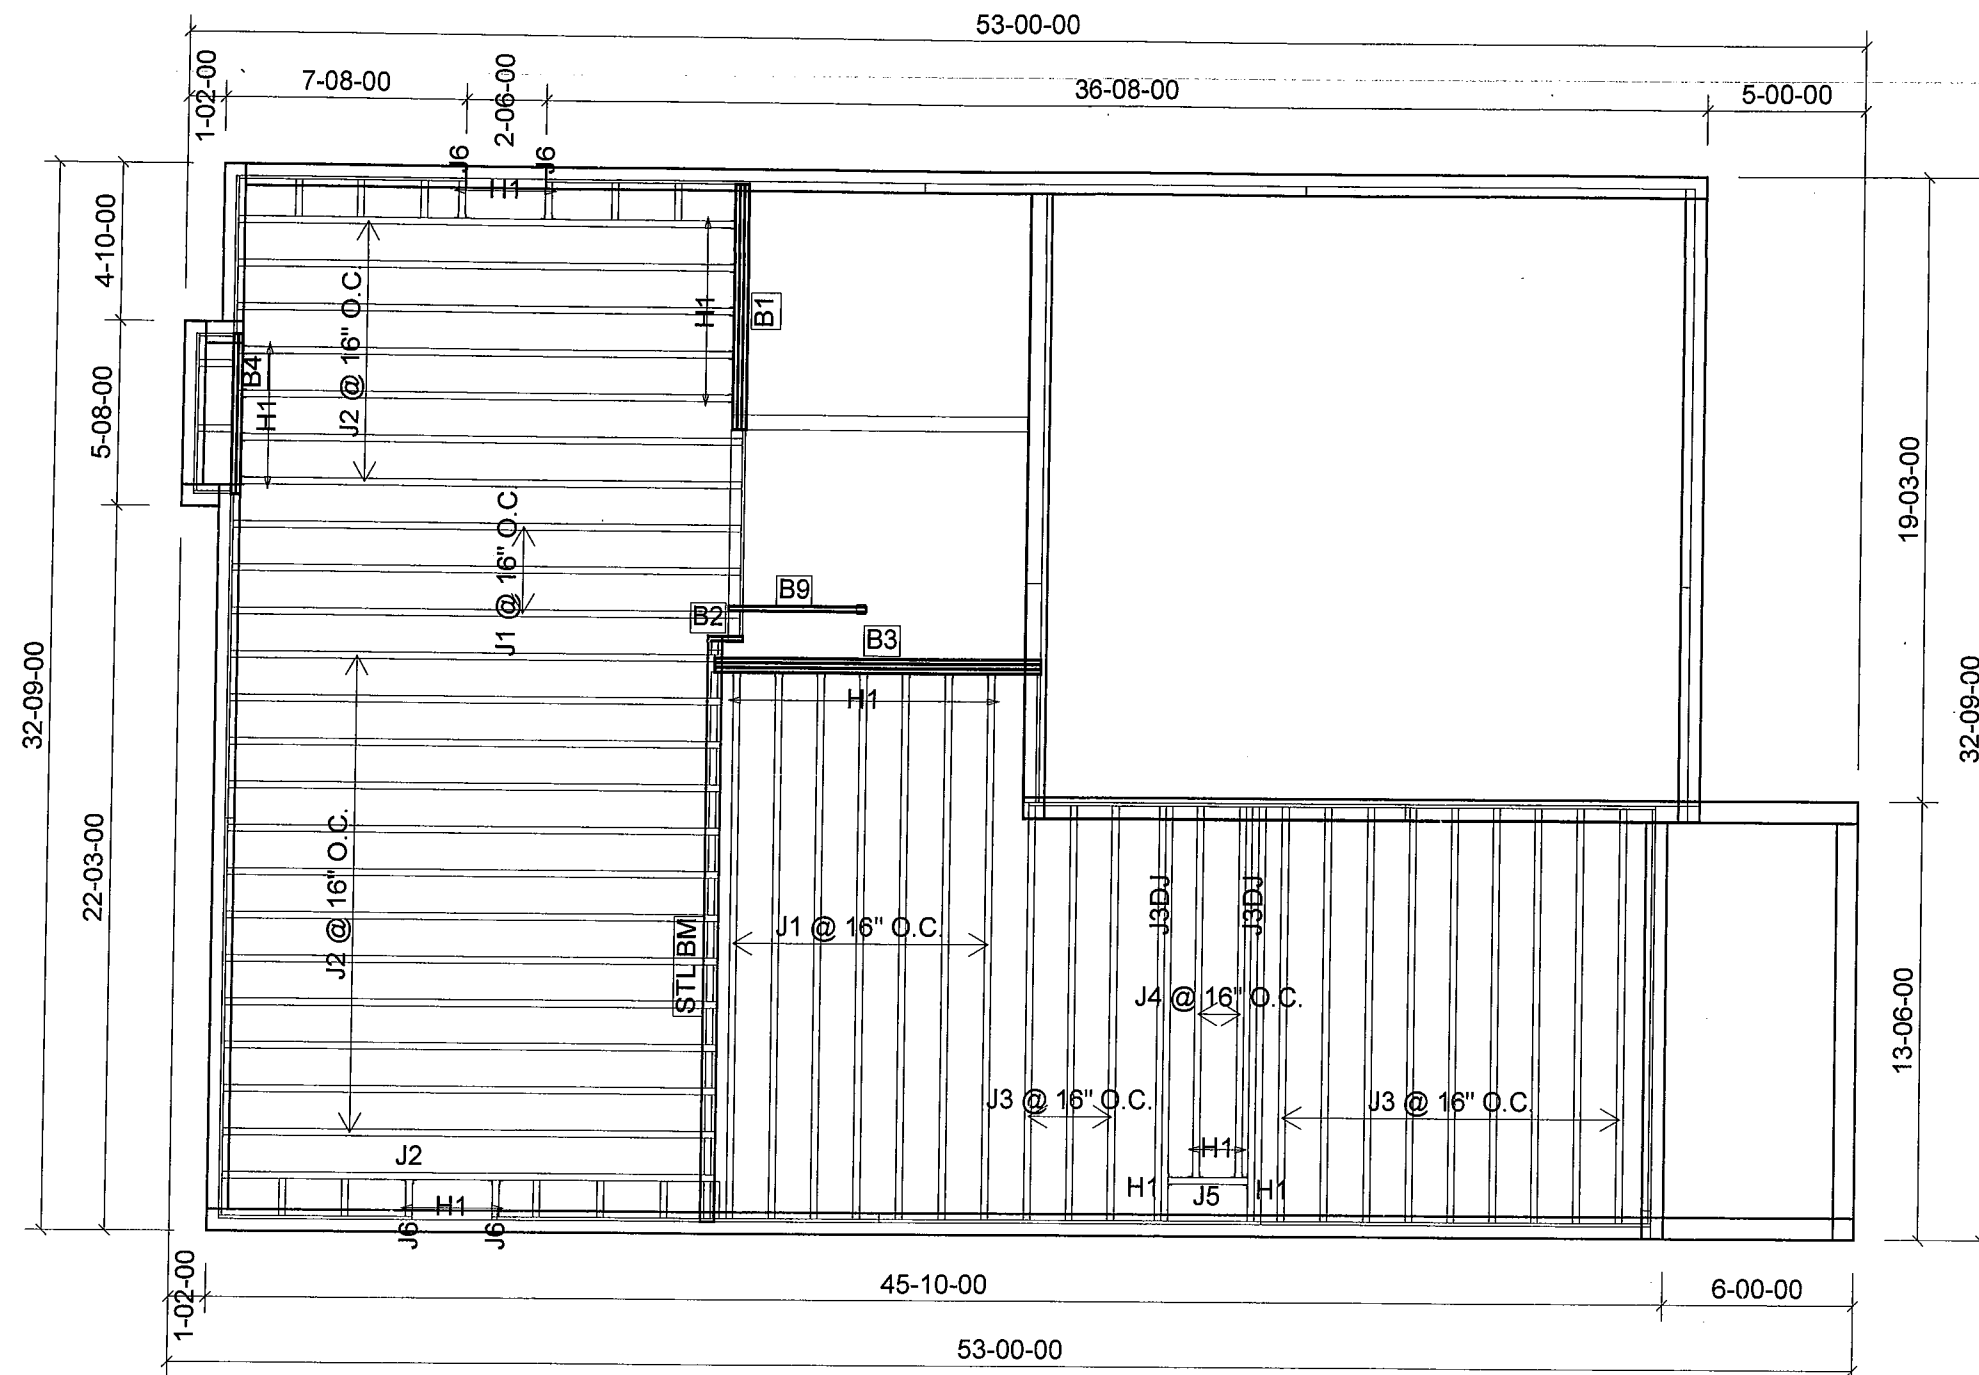 53-00-00
1-02-00
7-08-00
2-06-00
36-08-00
5-00-00
J6
J6
H1
4-10-00
5-08-00
22-03-00
32-09-00
J2 @ 16" O.C.
H1
B1
B4
H1
J1 @ 16" O.C.
B9
B2
B3
H1
19-03-00
32-09-00
13-06-00
J2 @ 16" O.C.
STL BM
J1 @ 16" O.C.
J3DJ
J3DJ
J4 @ 16" O.C.
J3 @ 16" O.C.
J3 @ 16" O.C.
H1
H1
J5
H1
J2
H1
J6
J6
1-02-00
45-10-00
6-00-00
53-00-00